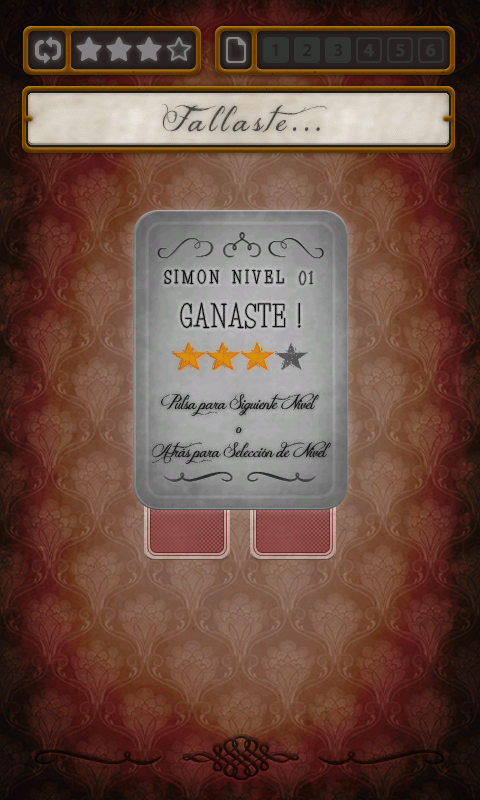 1 2 3 4 5 6
Fallaste...
SIMON NIVEL 01
GANASTE !
Pulsa para Siguiente Nivel
o
Atrás para Selección de Nivel